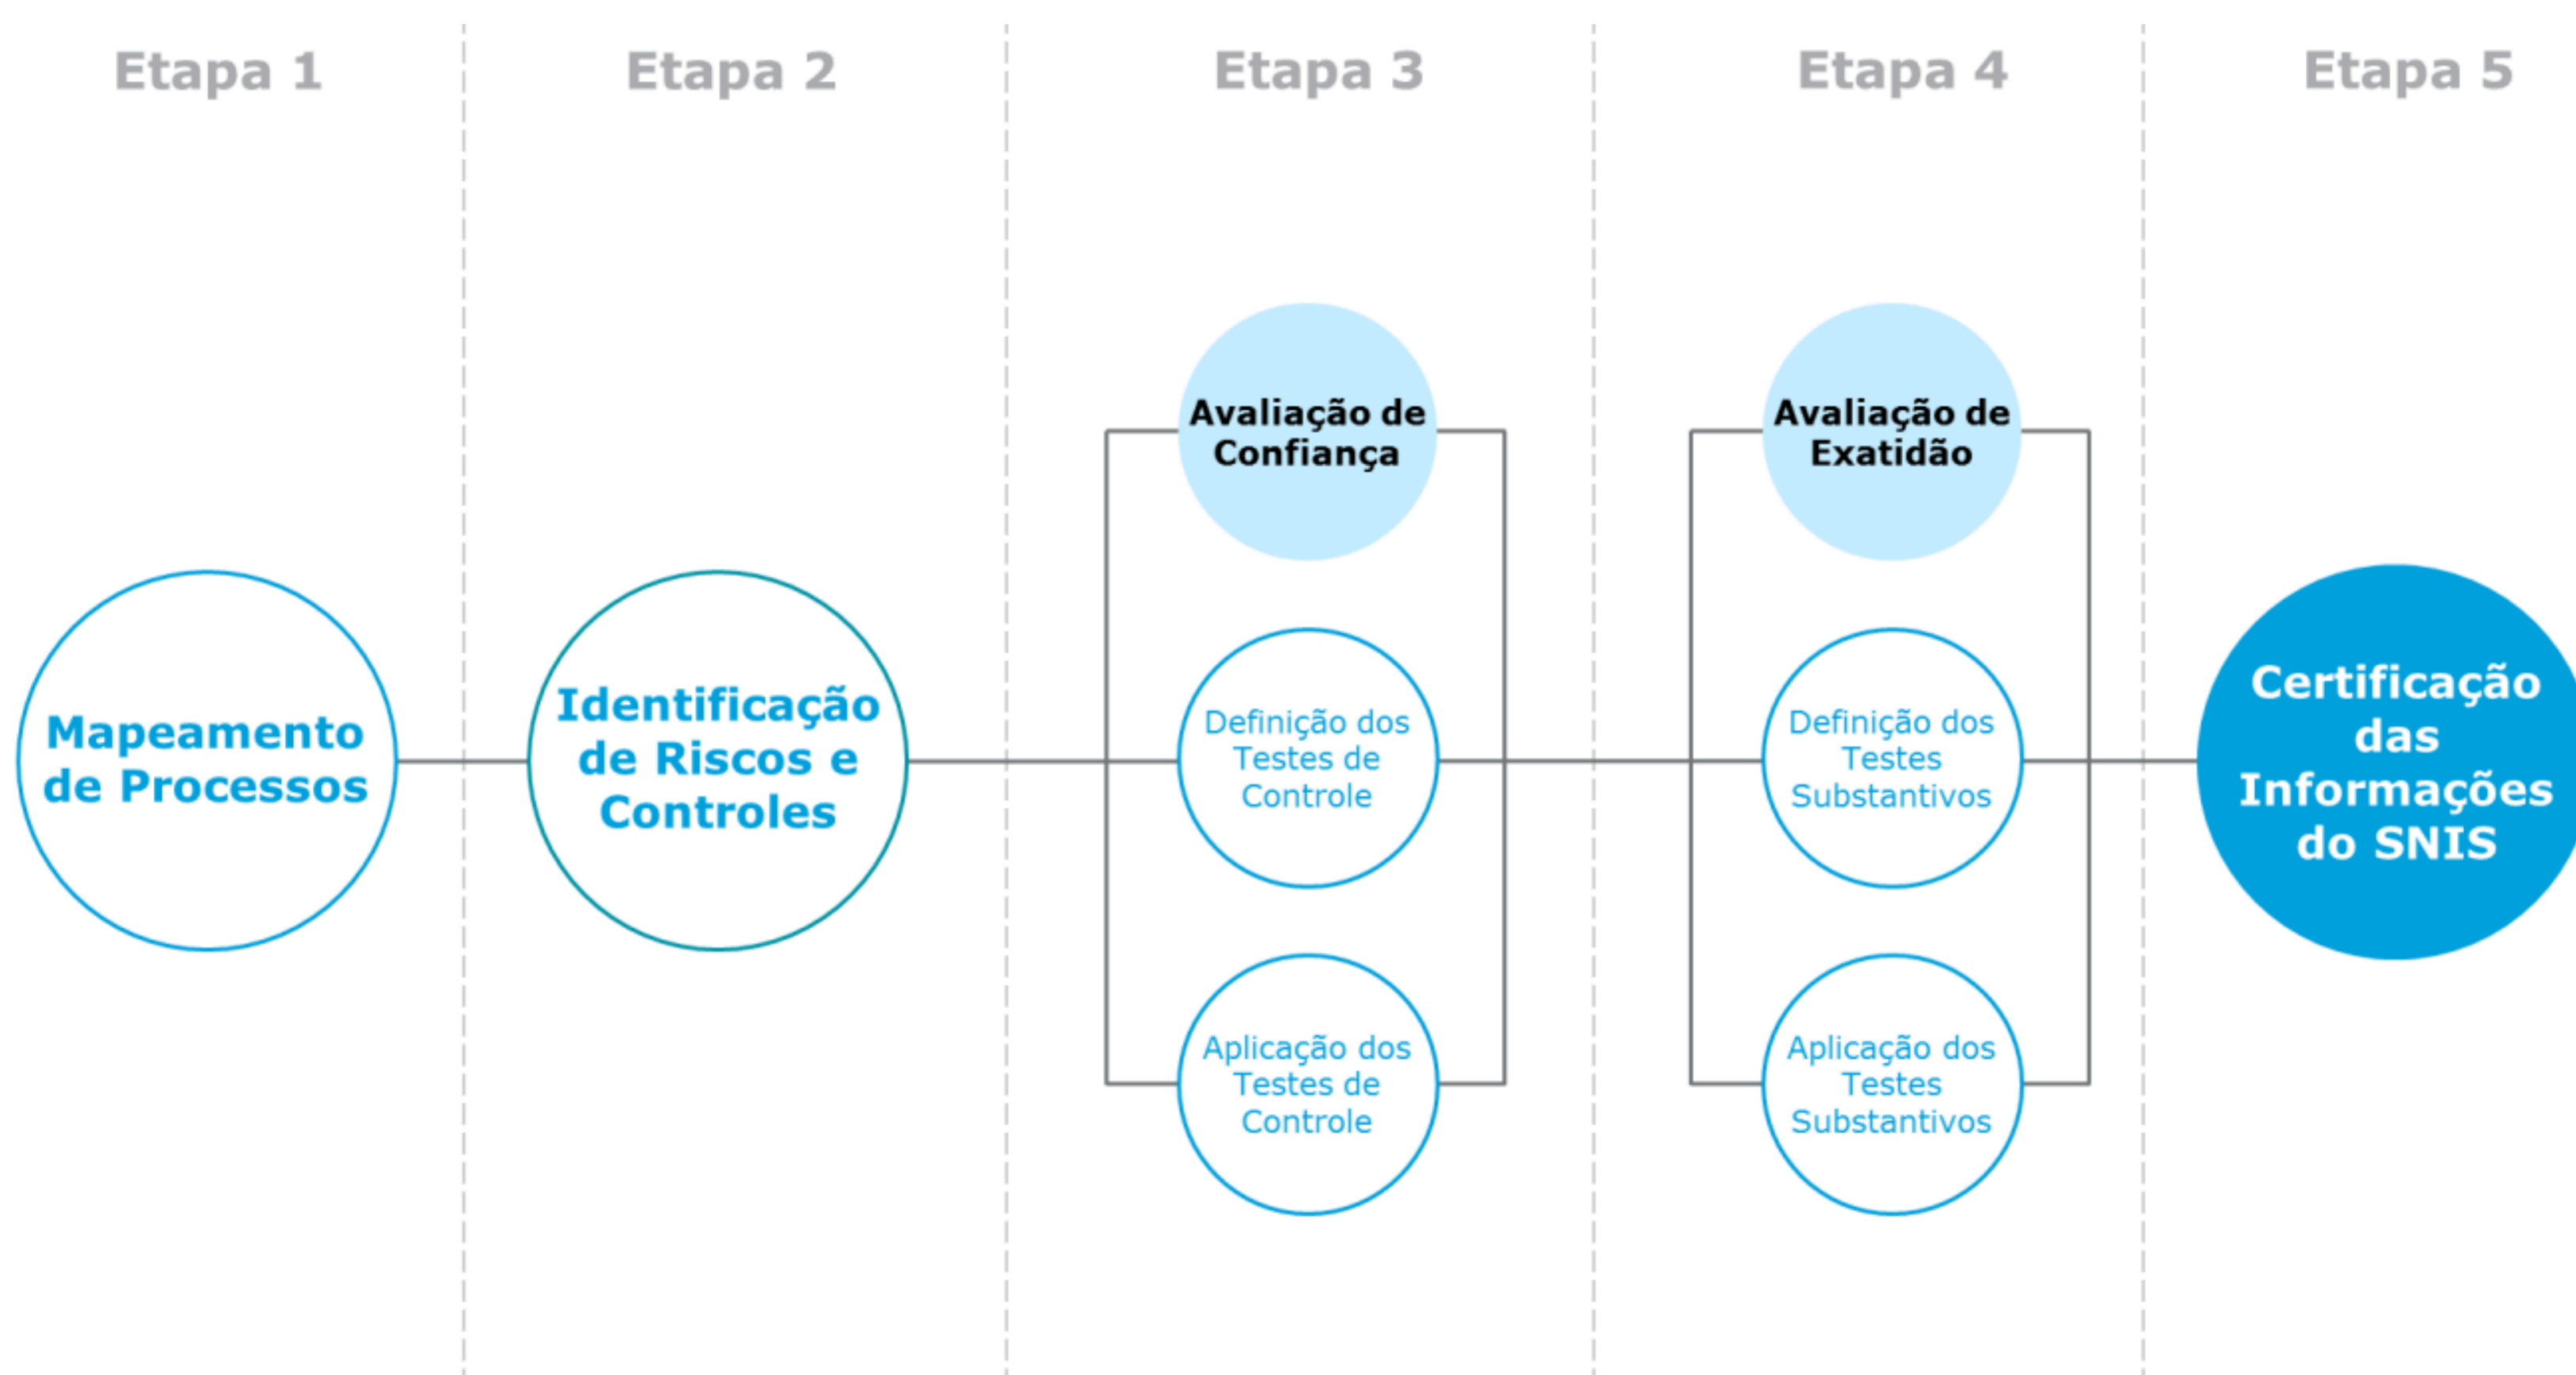 Etapa 1
Etapa 2
Etapa 3
Etapa 4
Etapa 5
Mapeamento
de Processos
Identificação
de Riscos e
Controles
Avaliação de
Confiança
Definição dos
Testes de
Controle
Aplicação dos
Testes de
Controle
Avaliação de
Exatidão
Definição dos
Testes
Substantivos
Aplicação dos
Testes
Substantivos
Certificação
das
Informações
do SNIS